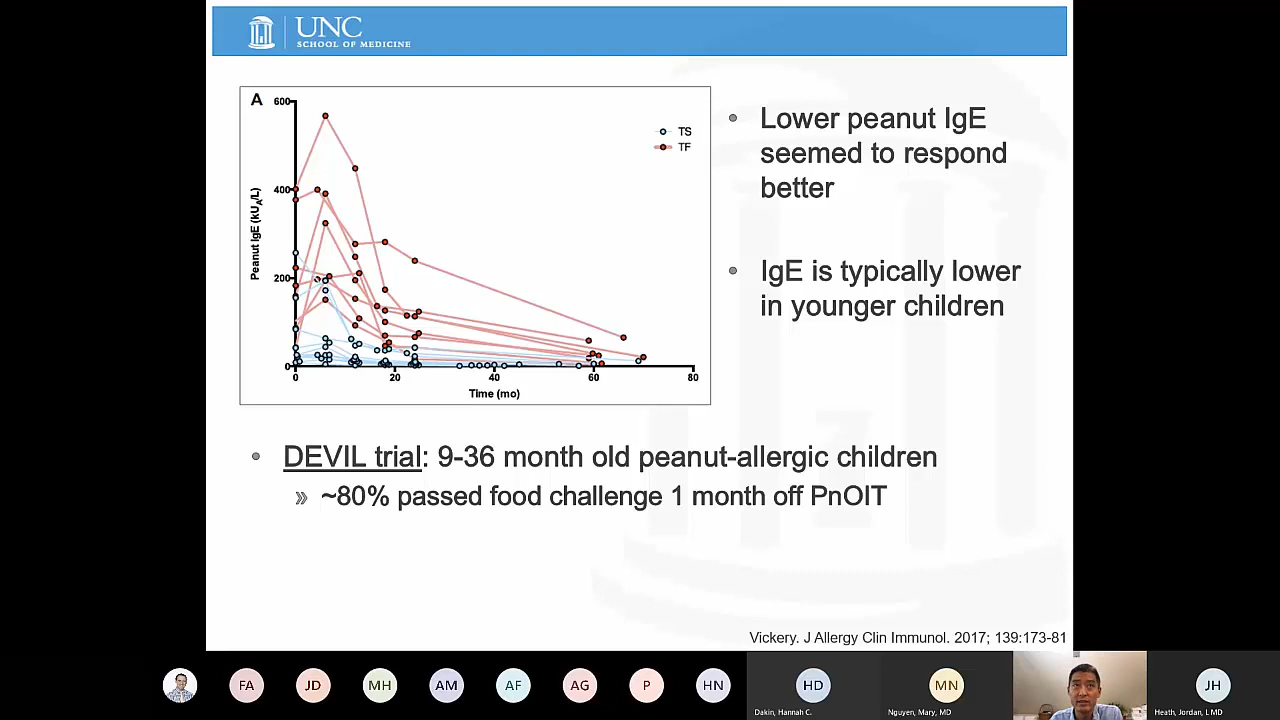 UNC
SCHOOL OF MEDICINE
A
600
400
200
0
Peanut IgE (kUA/L)
0 20 40 60 80
Time (mo)
TS
TF
• Lower peanut IgE
seemed to respond
better
• IgE is typically lower
in younger children
• DEVIL trial: 9-36 month old peanut-allergic children
» ~80% passed food challenge 1 month off PnOIT
Vickery. J Allergy Clin Immunol. 2017; 139:173-81
FA JD MH AM AF AG P HN HD MN JH
Dakin, Hannah C. Nguyen, Mary, MD Heath, Jordan, L MD